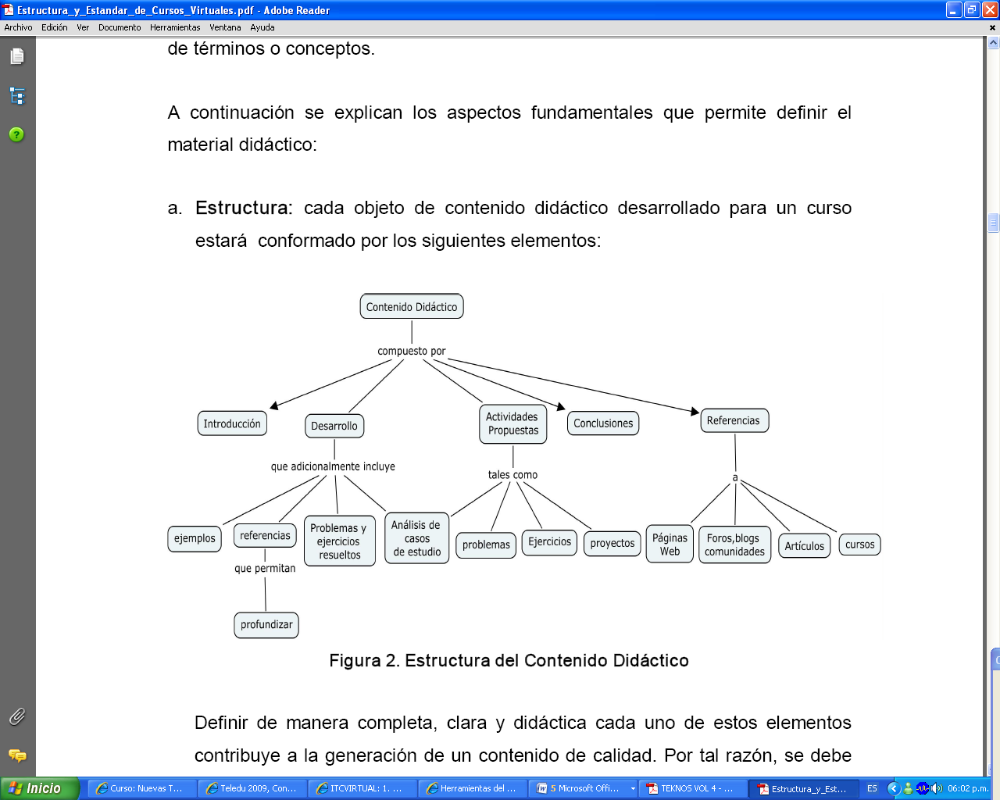 Estructura_y_Estandar_de_Cursos_Virtuales.pdf - Adobe Reader
Archivo Edición Ver Documento Herramientas Ventana Ayuda
de términos o conceptos.
A continuación se explican los aspectos fundamentales que permite definir el
material didáctico:
a. Estructura: cada objeto de contenido didáctico desarrollado para un curso
estará conformado por los siguientes elementos:
Contenido Didáctico
compuesto por
Introducción
Desarrollo
Actividades
Propuestas
Conclusiones
Referencias
que adicionalmente incluye
tales como
a
ejemplos
referencias
Problemas y
ejercicios
resueltos
Análisis de
casos
de estudio
problemas
Ejercicios
proyectos
Páginas
Web
Foros,blogs
comunidades
Artículos
cursos
que permitan
profundizar
Figura 2. Estructura del Contenido Didáctico
Definir de manera completa, clara y didáctica cada uno de estos elementos
contribuye a la generación de un contenido de calidad. Por tal razón, se debe
Inicio
Curso: Nuevas T...
Teledu 2009, Con...
ITCVIRTUAL: 1. ...
Herramientas del ...
5 Microsoft Offi...
TEKNOS VOL 4 - ...
Estructura_y_Est...
ES
06:02 p.m.